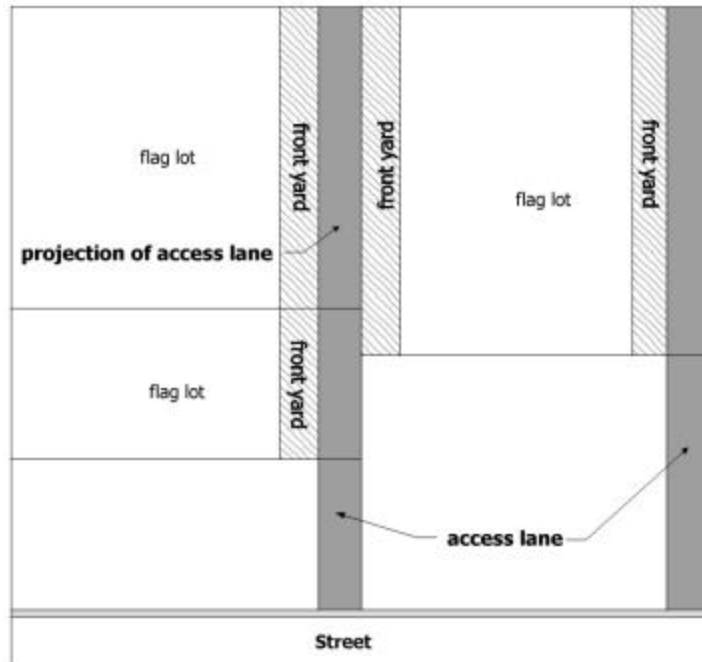 front yard
front yard
front yard
flag lot
flag lot
projection of access lane
front yard
flag lot
access lane
Street